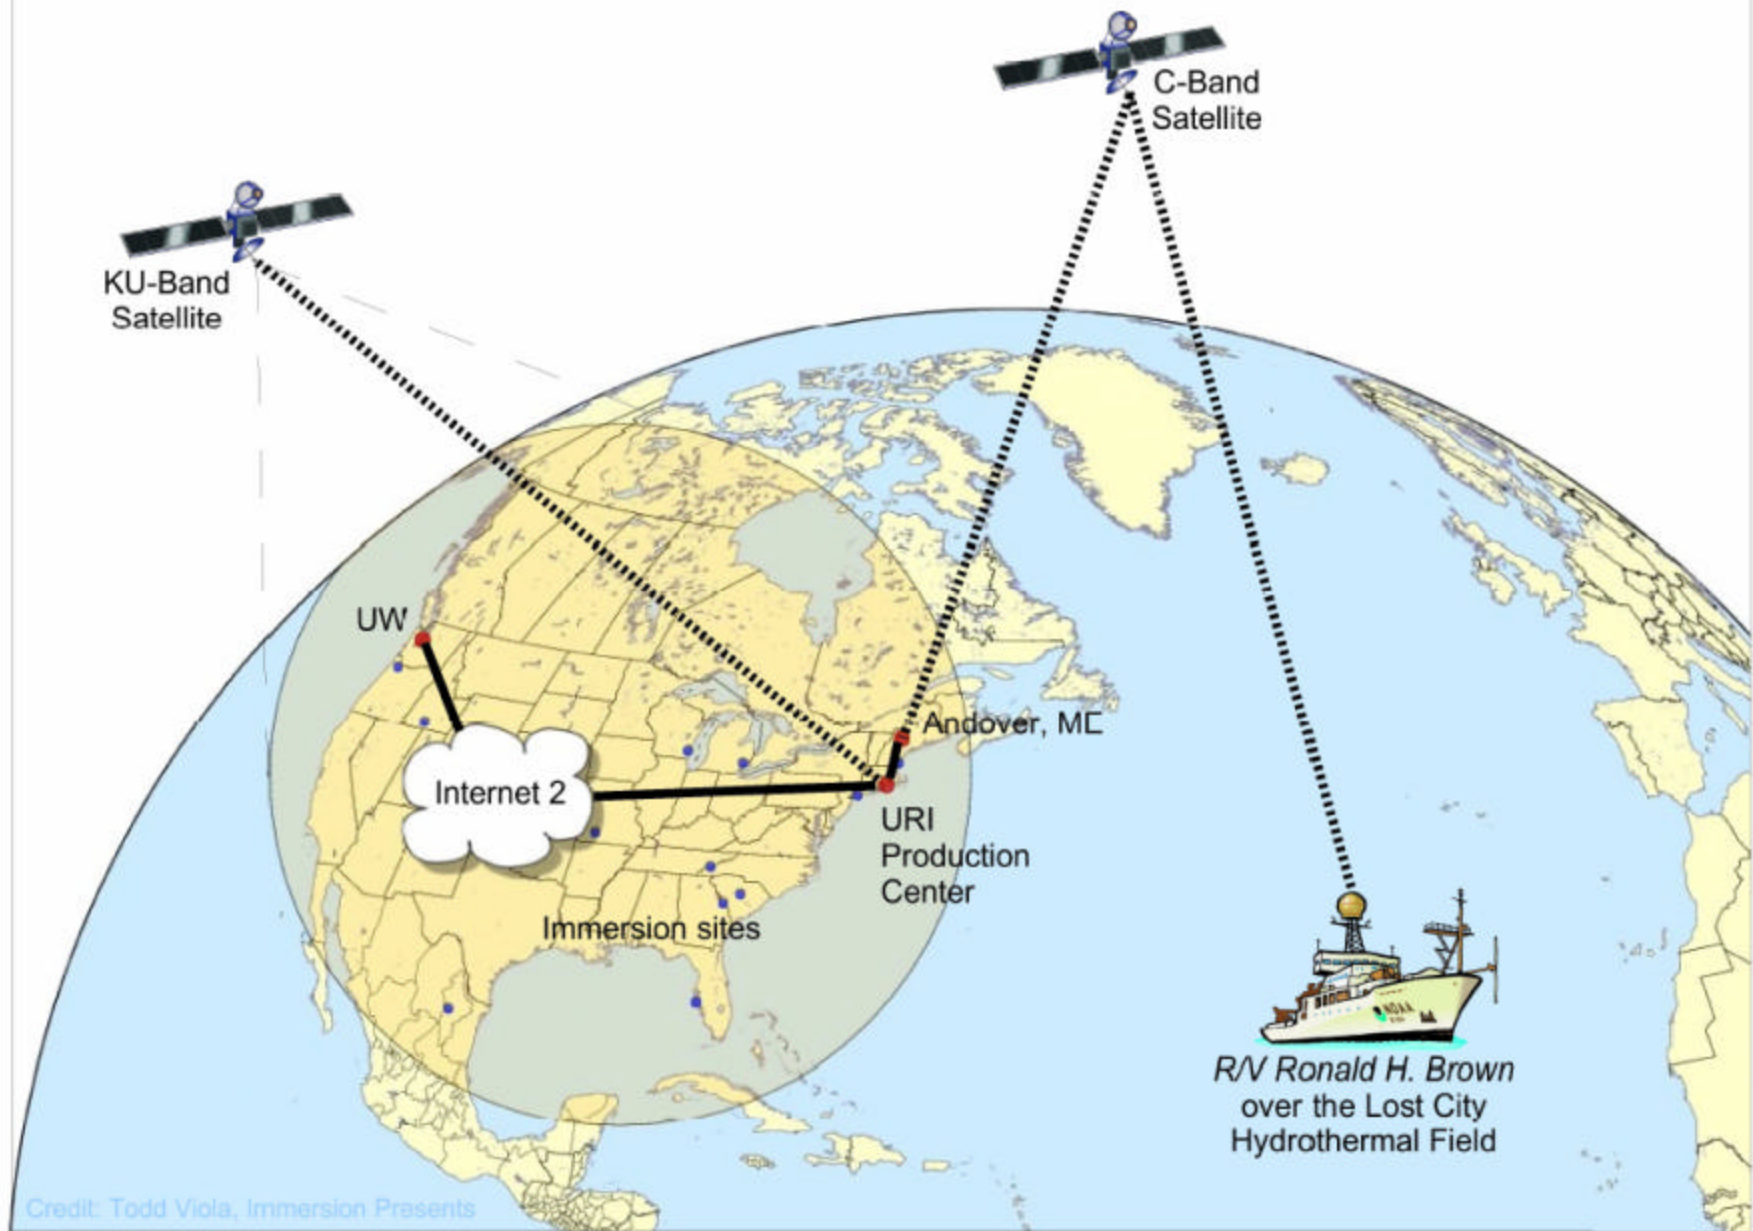 C-Band
Satellite
KU-Band
Satellite
UW
Andover, ME
Internet 2
URI
Production
Center
Immersion sites
NOAA
R/V Ronald H. Brown
over the Lost City
Hydrothermal Field
Credit: Todd Viola, Immersion Presents